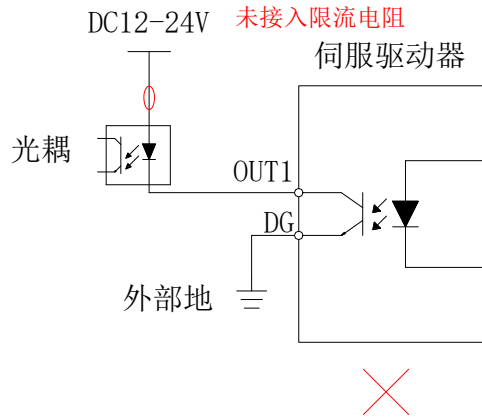 DC12-24V 未接入限流电阻
伺服驱动器
光耦
OUT1
DG
外部地